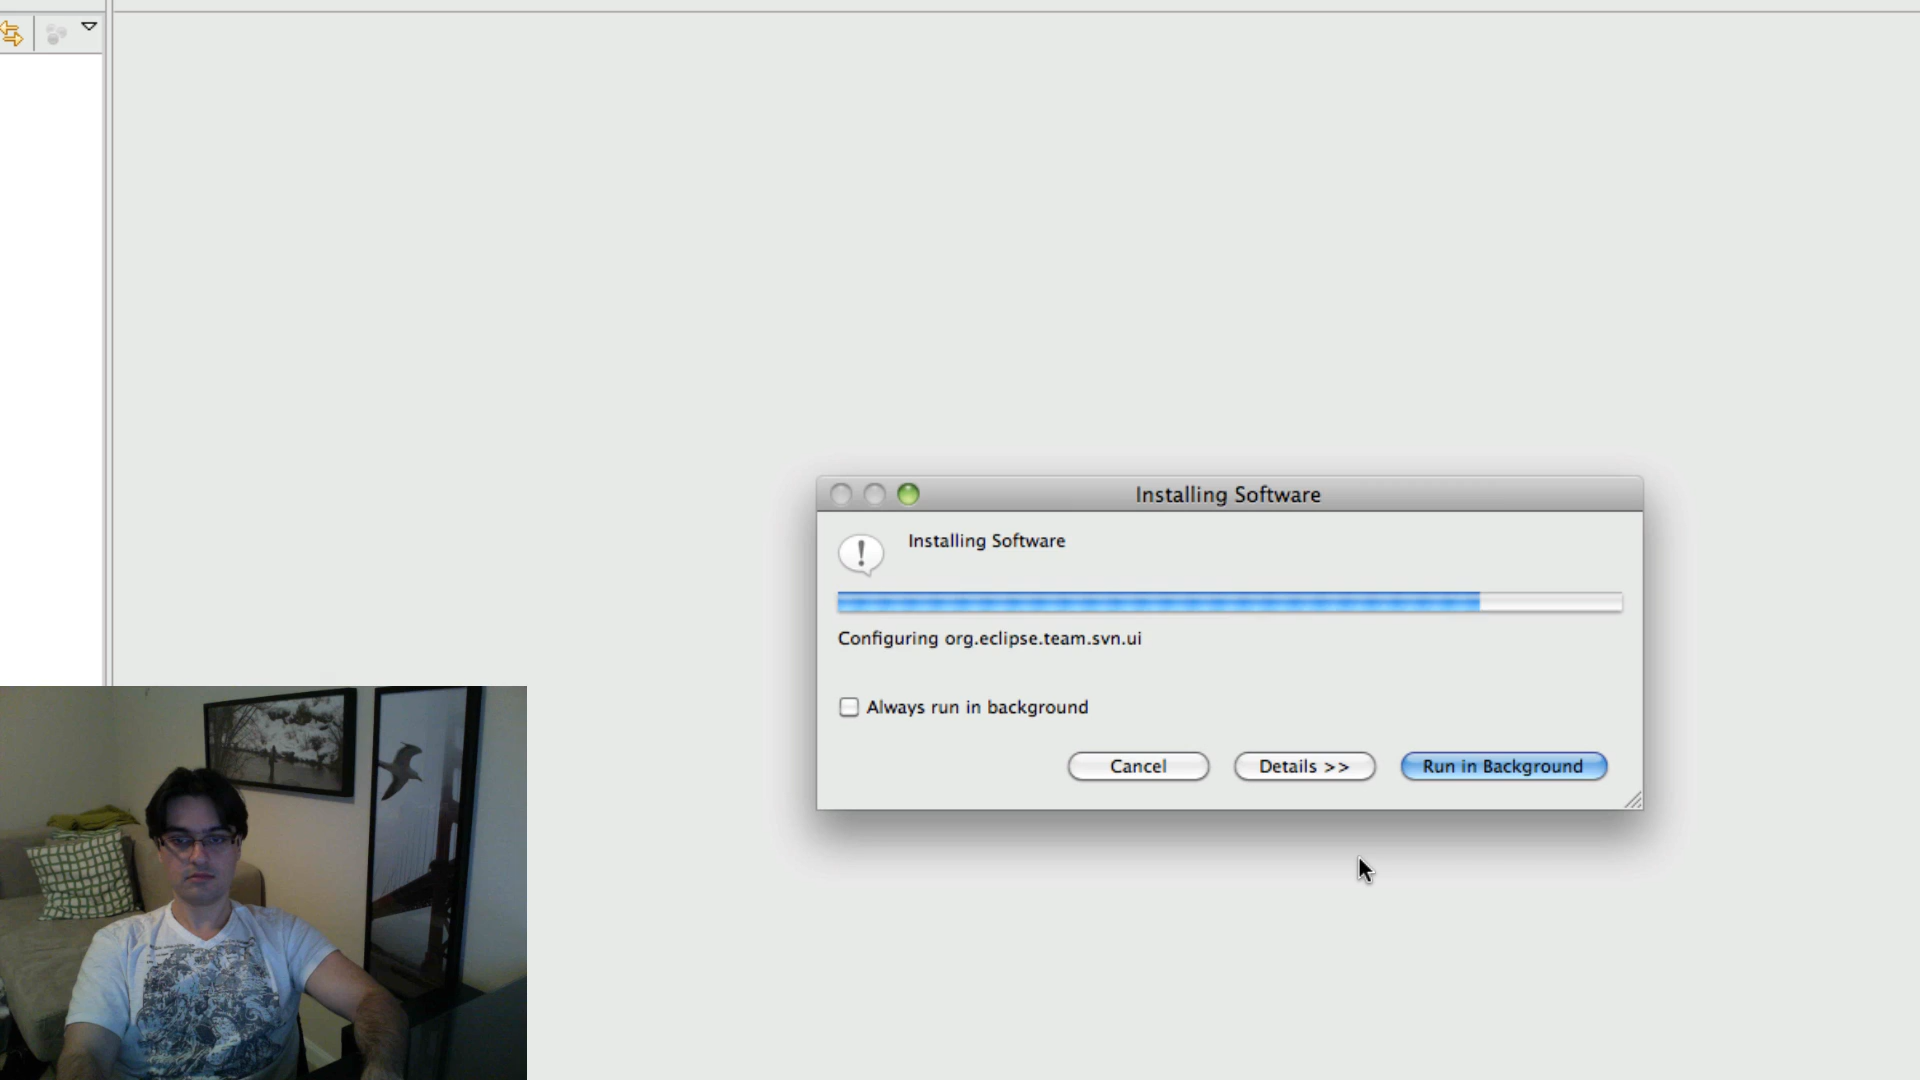 Installing Software
Installing Software
Configuring org.eclipse.team.svn.ui
Always run in background
Cancel
Details >>
Run in Background